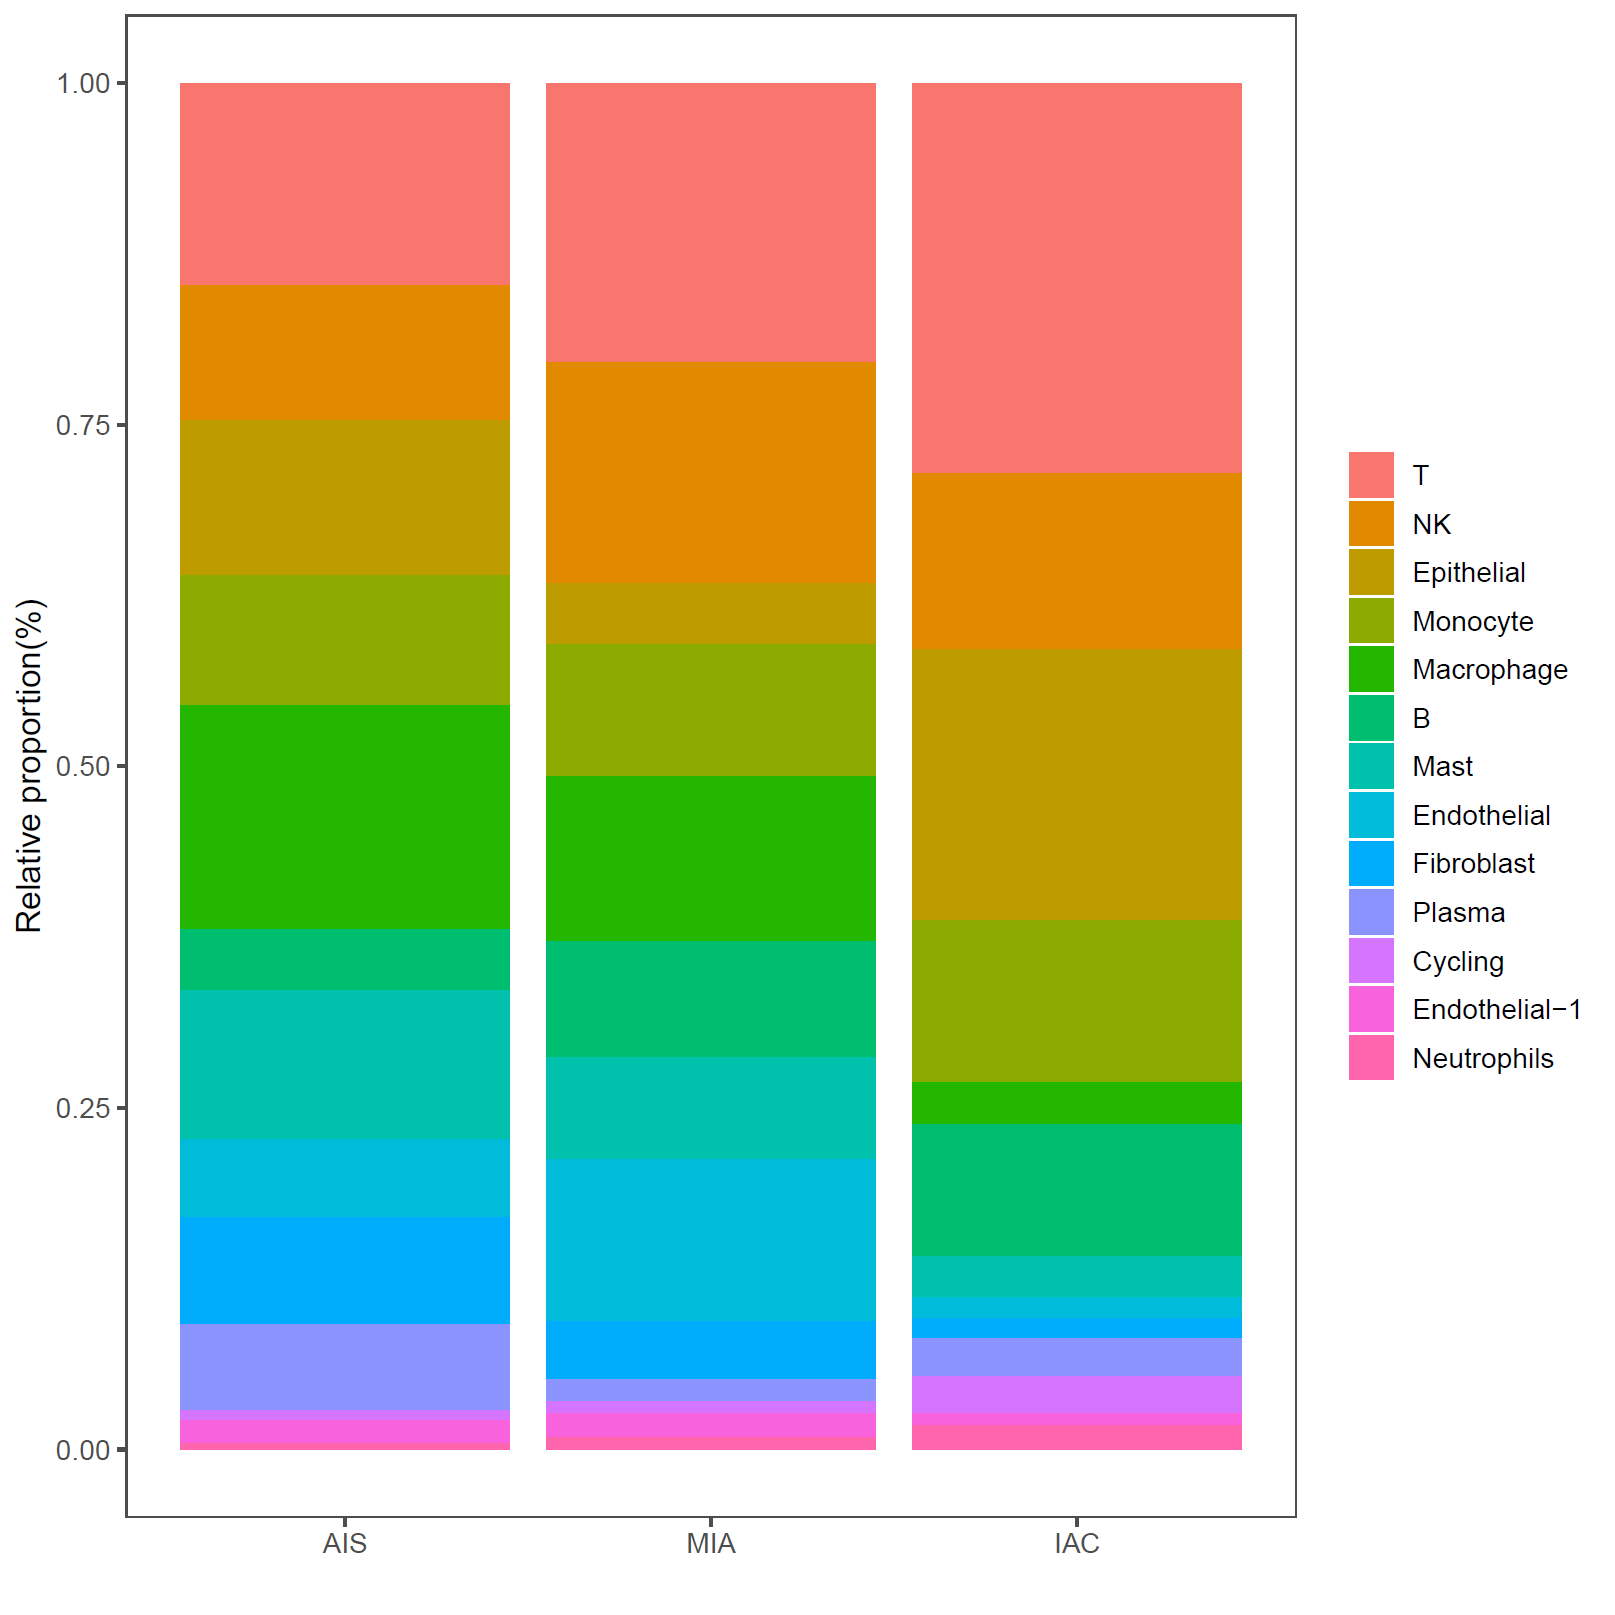 Relative proportion(%)
1.00
0.75
0.50
0.25
0.00
AIS
MIA
IAC
T
NK
Epithelial
Monocyte
Macrophage
B
Mast
Endothelial
Fibroblast
Plasma
Cycling
Endothelial−1
Neutrophils